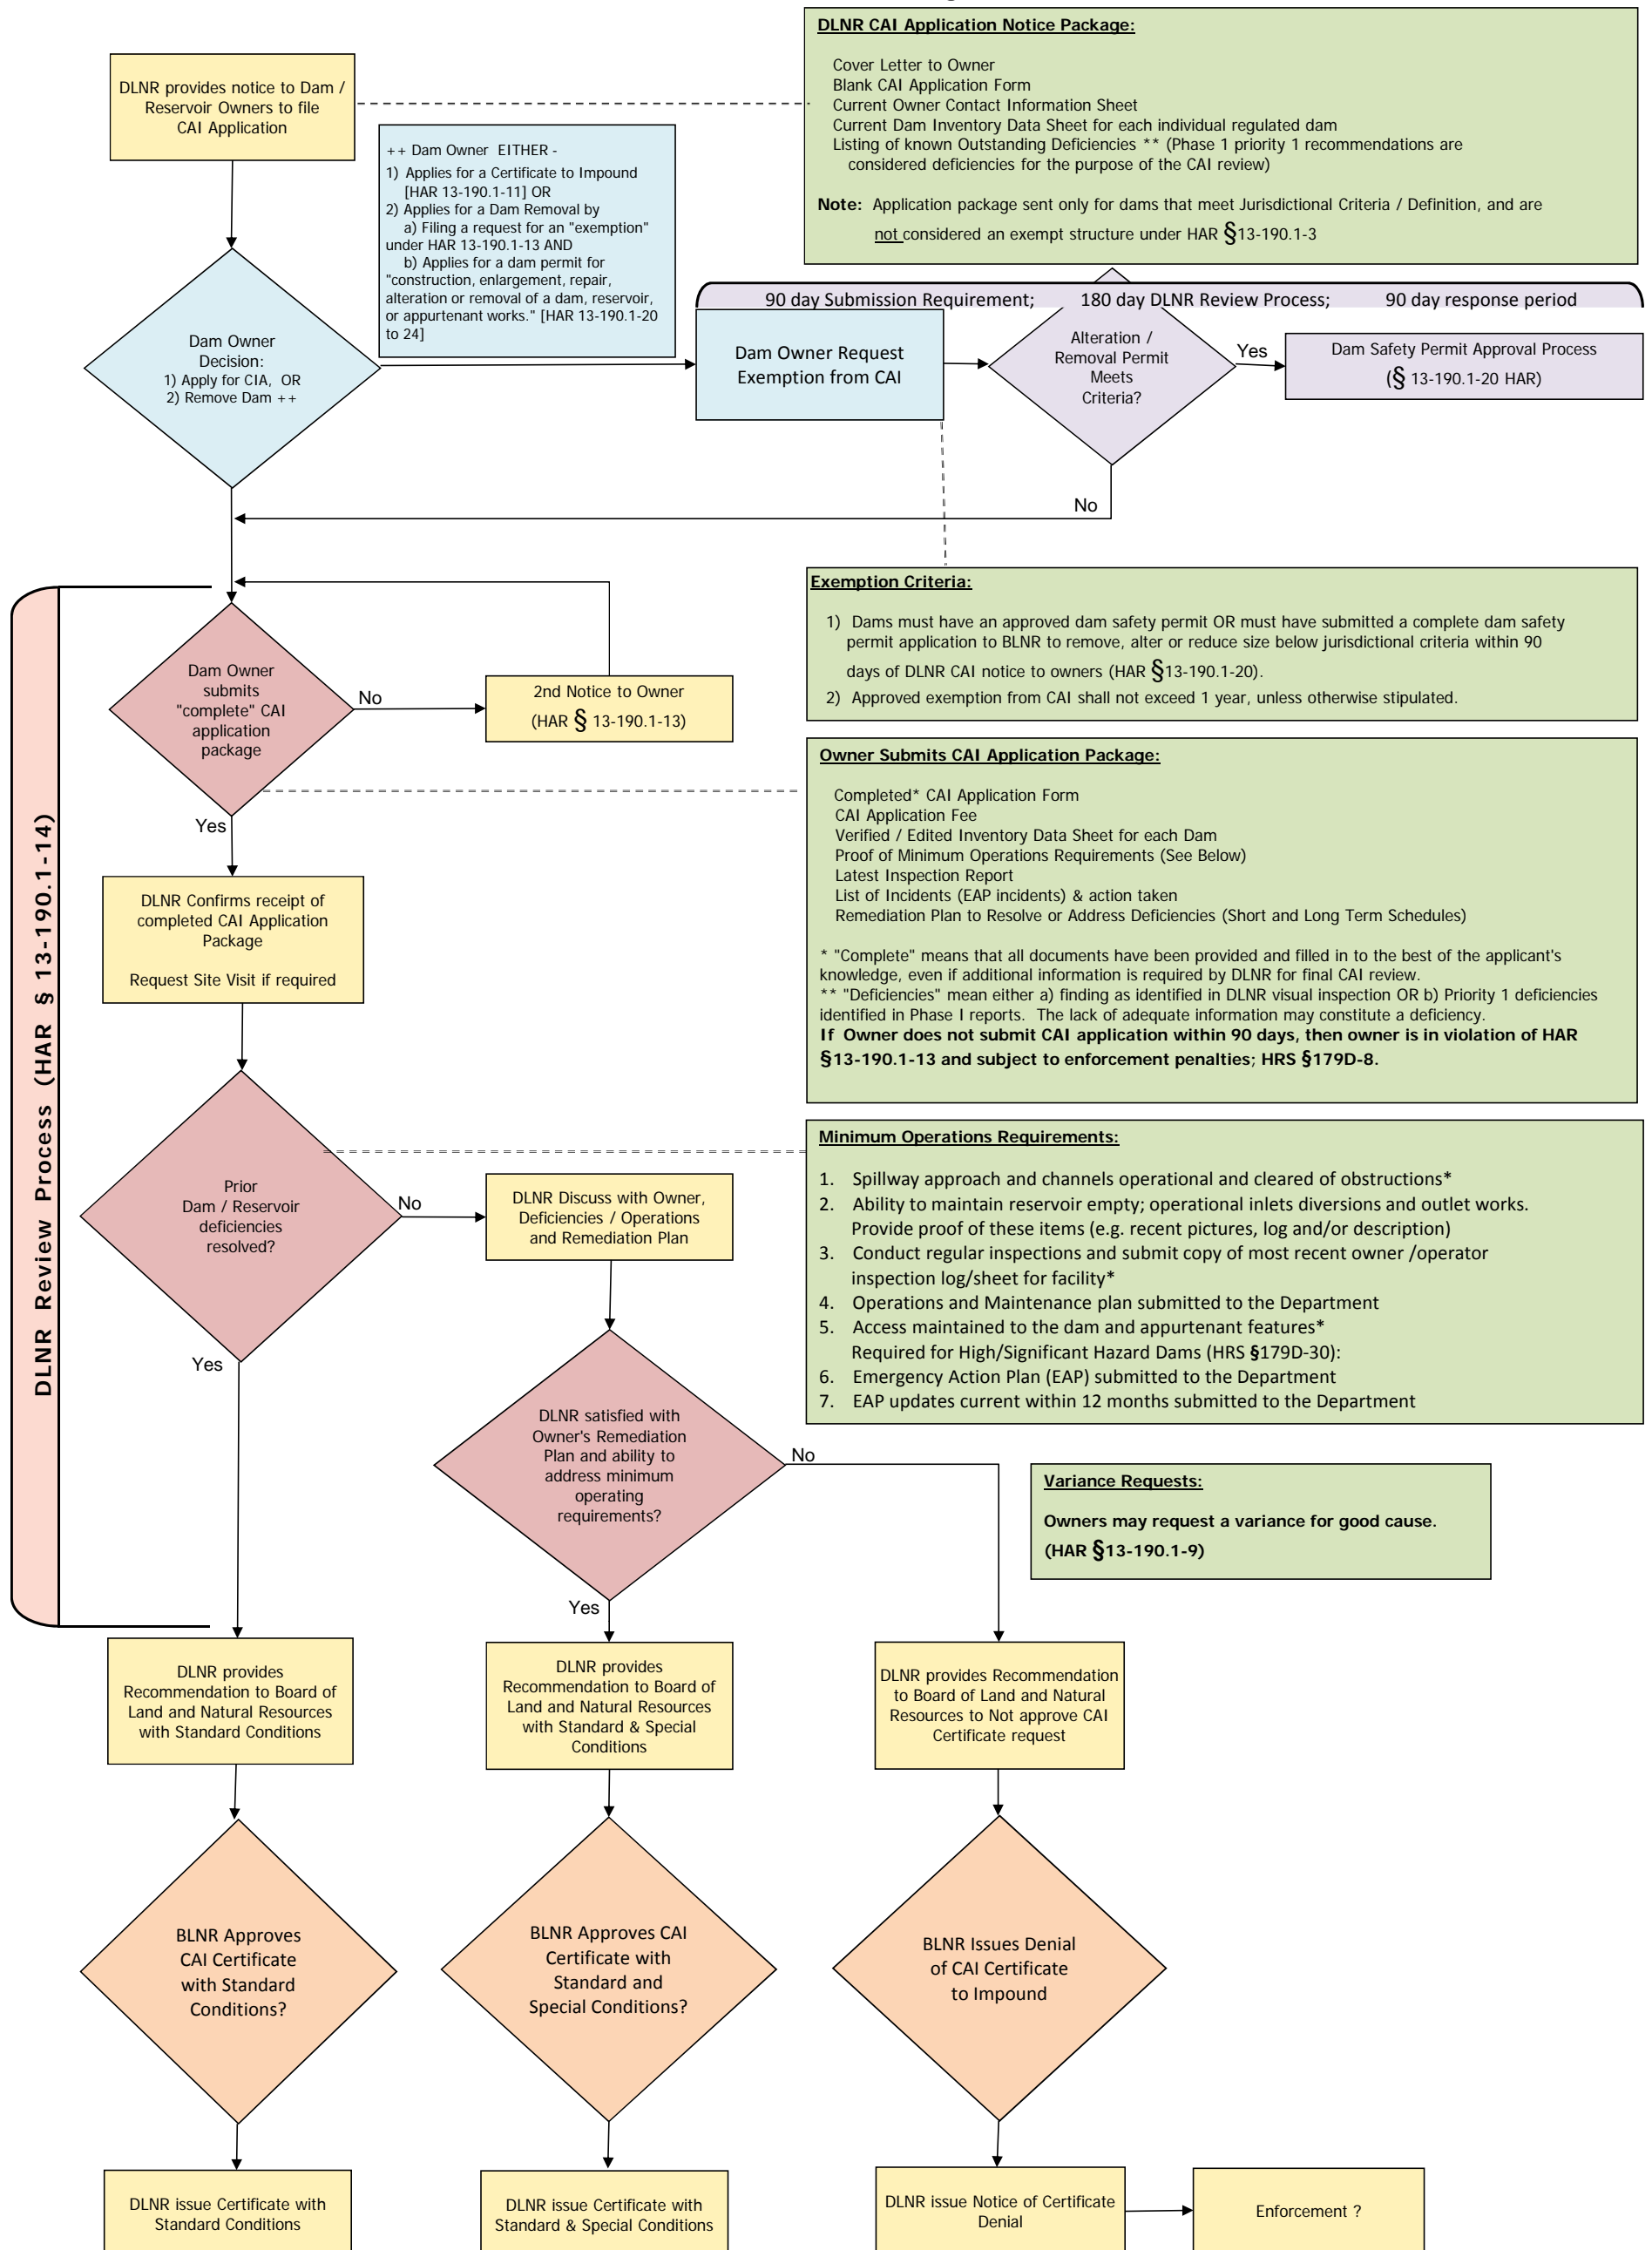 DLNR CAI Application Notice Package:
Cover Letter to Owner
Blank CAI Application Form
Current Owner Contact Information Sheet
Current Dam Inventory Data Sheet for each individual regulated dam
Listing of known Outstanding Deficiencies ** (Phase 1 priority 1 recommendations are
considered deficiencies for the purpose of the CAI review)
Note: Application package sent only for dams that meet Jurisdictional Criteria / Definition, and are
not considered an exempt structure under HAR §13-190.1-3
DLNR provides notice to Dam /
Reservoir Owners to file
CAI Application
++ Dam Owner EITHER -
1) Applies for a Certificate to Impound
[HAR 13-190.1-11] OR
2) Applies for a Dam Removal by
a) Filing a request for an "exemption"
under HAR 13-190.1-13 AND
b) Applies for a dam permit for
"construction, enlargement, repair,
alteration or removal of a dam, reservoir,
or appurtenant works." [HAR 13-190.1-20
to 24]
90 day Submission Requirement; 180 day DLNR Review Process; 90 day response period
Dam Owner
Decision:
1) Apply for CIA, OR
2) Remove Dam ++
Dam Owner Request
Exemption from CAI
Alteration /
Removal Permit
Meets
Criteria?
Yes
Dam Safety Permit Approval Process
(§ 13-190.1-20 HAR)
No
Exemption Criteria:
1) Dams must have an approved dam safety permit OR must have submitted a complete dam safety
permit application to BLNR to remove, alter or reduce size below jurisdictional criteria within 90
days of DLNR CAI notice to owners (HAR §13-190.1-20).
2) Approved exemption from CAI shall not exceed 1 year, unless otherwise stipulated.
DLNR Review Process (HAR § 13-190.1-14)
Dam Owner
submits
"complete" CAI
application
package
No
2nd Notice to Owner
(HAR § 13-190.1-13)
Yes
Owner Submits CAI Application Package:
Completed* CAI Application Form
CAI Application Fee
Verified / Edited Inventory Data Sheet for each Dam
Proof of Minimum Operations Requirements (See Below)
Latest Inspection Report
List of Incidents (EAP incidents) & action taken
Remediation Plan to Resolve or Address Deficiencies (Short and Long Term Schedules)
* "Complete" means that all documents have been provided and filled in to the best of the applicant's
knowledge, even if additional information is required by DLNR for final CAI review.
** "Deficiencies" mean either a) finding as identified in DLNR visual inspection OR b) Priority 1 deficiencies
identified in Phase I reports. The lack of adequate information may constitute a deficiency.
If Owner does not submit CAI application within 90 days, then owner is in violation of HAR
§13-190.1-13 and subject to enforcement penalties; HRS §179D-8.
DLNR Confirms receipt of
completed CAI Application
Package
Request Site Visit if required
Minimum Operations Requirements:
1. Spillway approach and channels operational and cleared of obstructions*
2. Ability to maintain reservoir empty; operational inlets diversions and outlet works.
Provide proof of these items (e.g. recent pictures, log and/or description)
3. Conduct regular inspections and submit copy of most recent owner /operator
inspection log/sheet for facility*
4. Operations and Maintenance plan submitted to the Department
5. Access maintained to the dam and appurtenant features*
Required for High/Significant Hazard Dams (HRS §179D-30):
6. Emergency Action Plan (EAP) submitted to the Department
7. EAP updates current within 12 months submitted to the Department
Prior
Dam / Reservoir
deficiencies
resolved?
No
DLNR Discuss with Owner,
Deficiencies / Operations
and Remediation Plan
Yes
DLNR satisfied with
Owner's Remediation
Plan and ability to
address minimum
operating
requirements?
No
Yes
Variance Requests:
Owners may request a variance for good cause.
(HAR §13-190.1-9)
DLNR provides
Recommendation to Board of
Land and Natural Resources
with Standard Conditions
DLNR provides
Recommendation to Board of
Land and Natural Resources
with Standard & Special
Conditions
DLNR provides Recommendation
to Board of Land and Natural
Resources to Not approve CAI
Certificate request
BLNR Approves
CAI Certificate
with Standard
Conditions?
BLNR Approves CAI
Certificate with
Standard and
Special Conditions?
BLNR Issues Denial
of CAI Certificate
to Impound
DLNR issue Certificate with
Standard Conditions
DLNR issue Certificate with
Standard & Special Conditions
DLNR issue Notice of Certificate
Denial
Enforcement ?